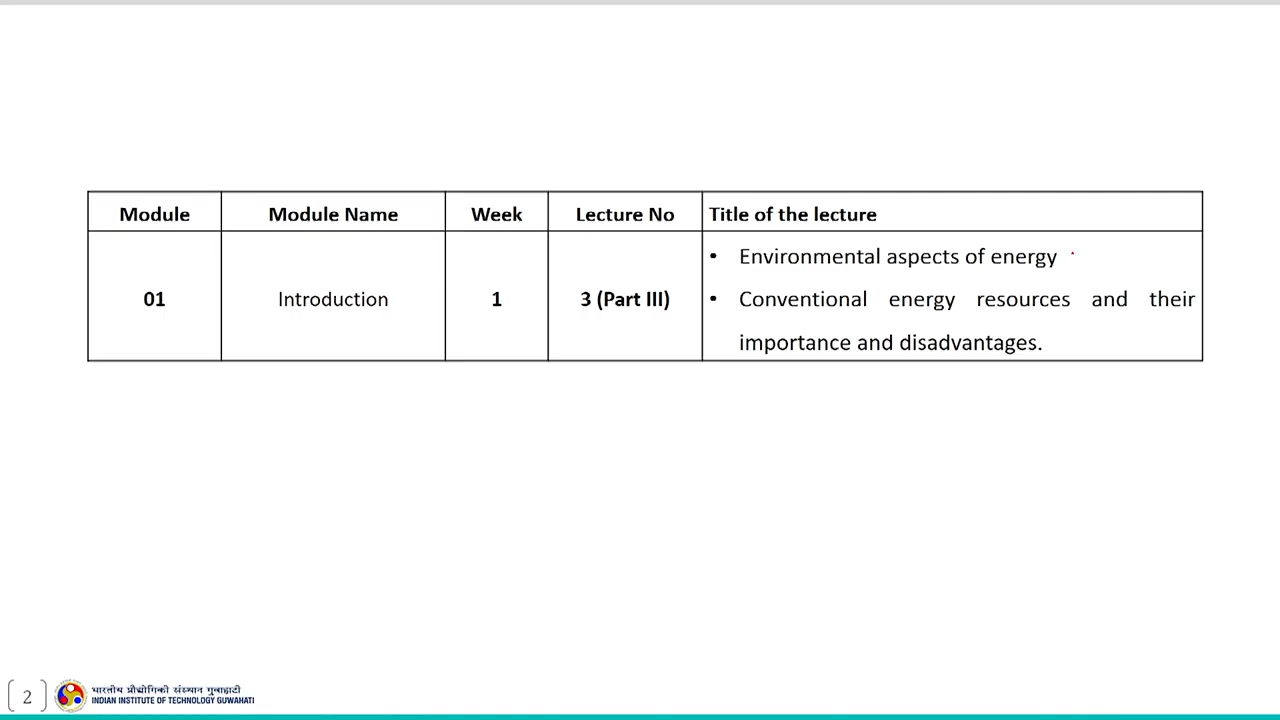 Module Module Name Week Lecture No Title of the lecture
• Environmental aspects of energy
01 Introduction 1 3 (Part III) • Conventional energy resources and their
importance and disadvantages.
2
भारतीय प्रौद्योगिकी संस्थान गुवाहाटी
INDIAN INSTITUTE OF TECHNOLOGY GUWAHATI